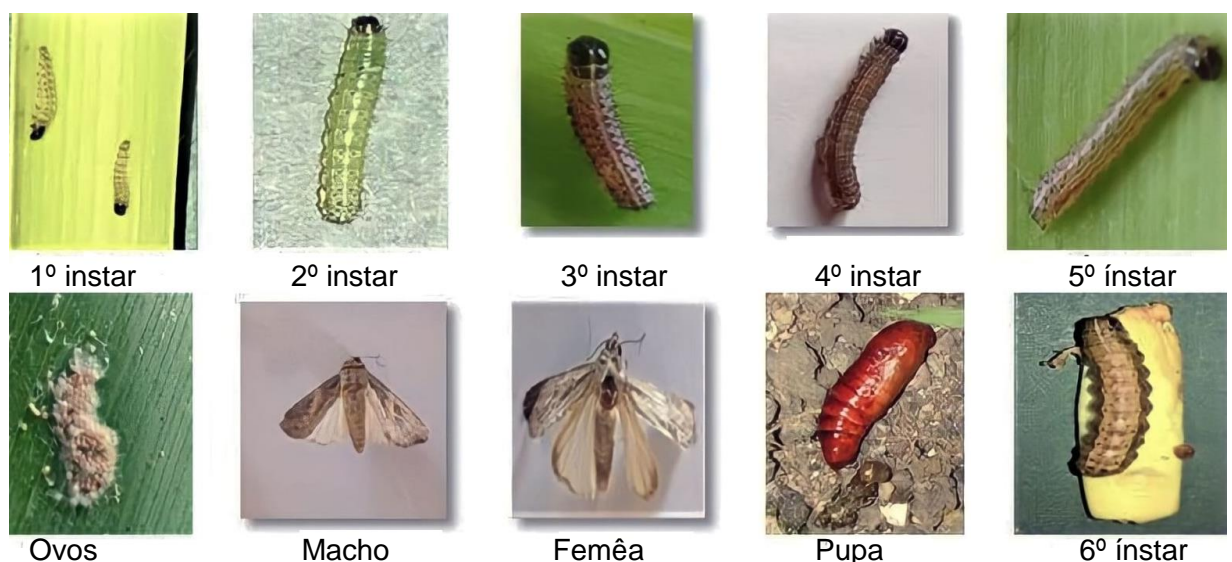 1º instar
2º instar
3º instar
4º instar
5º ínstar
Ovos
Macho
Femêa
Pupa
6º ínstar